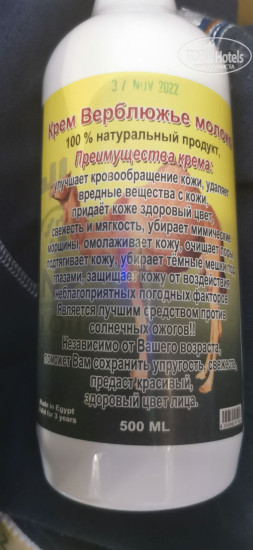 Hotels
37 NOV 2022
Крем Верблюжье молоко
100 % натуральный продукт,
Преимущества крема:
улучшает кровообращение кожи, удаляет
вредные вещества с кожи,
придаёт коже здоровый цвет,
свежесть и мягкость, убирает мимические
морщины, омолаживает кожу, очищает поры
подтягивает кожу, убирает тёмные мешки под
глазами, защищает кожу от воздействия
неблагоприятных погодных факторов
Является лучшим средством против
солнечных ожогов!!
Независимо от Вашего возраста,
поможет Вам сохранить упругость, свежесть,
предаст красивый,
здоровый цвет лица.
Made in Egypt
for 3 years
500 ML